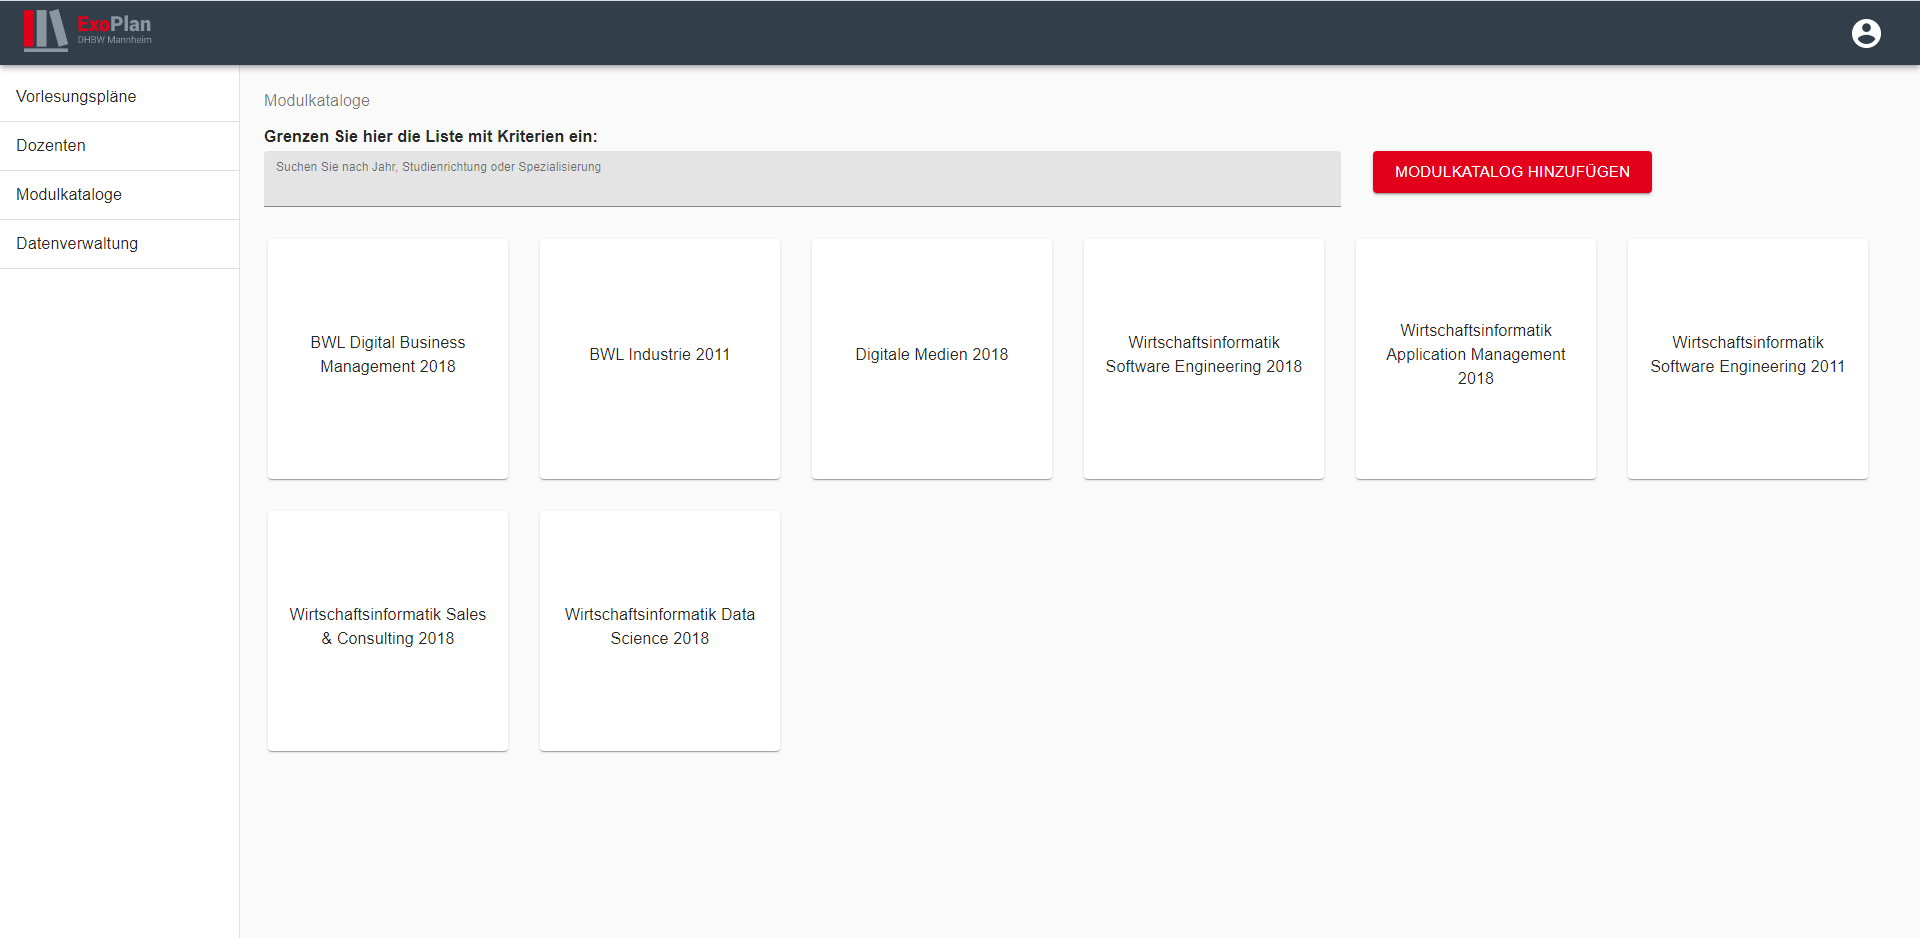 ExoPlan
DHBW Mannheim
Vorlesungspläne
Dozenten
Modulkataloge
Datenverwaltung
Modulkataloge
Grenzen Sie hier die Liste mit Kriterien ein:
Suchen Sie nach Jahr, Studienrichtung oder Spezialisierung
MODULKATALOG HINZUFÜGEN
BWL Digital Business
Management 2018
BWL Industrie 2011
Digitale Medien 2018
Wirtschaftsinformatik
Software Engineering 2018
Wirtschaftsinformatik
Application Management
2018
Wirtschaftsinformatik
Software Engineering 2011
Wirtschaftsinformatik Sales
& Consulting 2018
Wirtschaftsinformatik Data
Science 2018